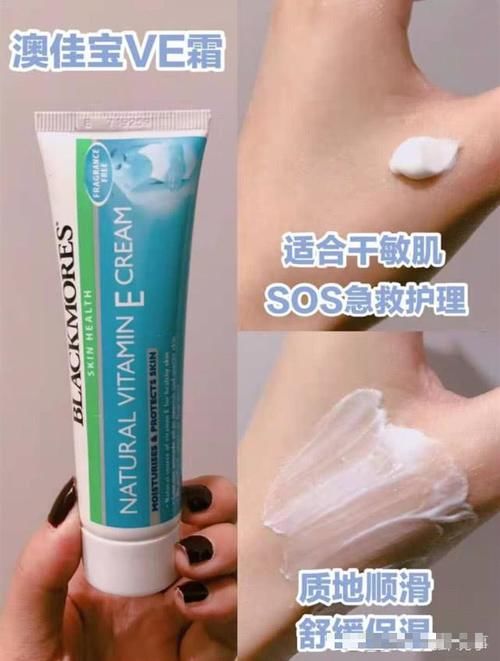 澳佳宝VE霜
FRAGRANCE
FREE
BLACKMORES
SKIN HEALTH
NATURAL VITAMIN E CREAM
MOISTURISES & PROTECTS SKIN
适合干敏肌
SOS急救护理
质地顺滑
舒缓保湿